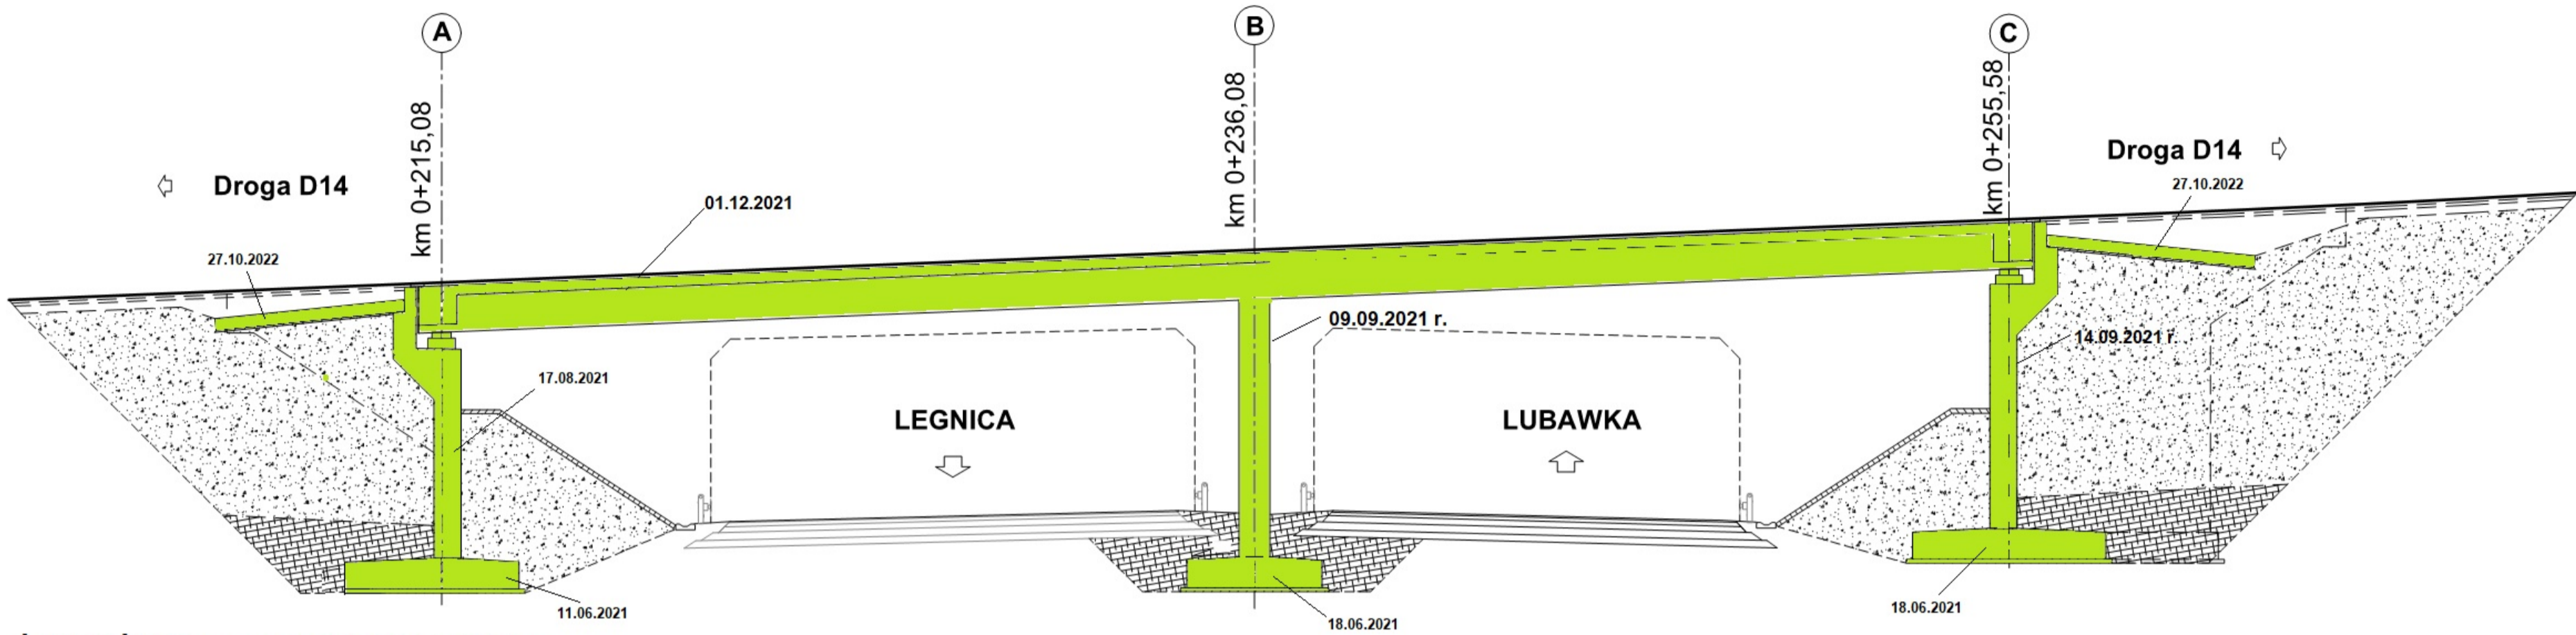 A
B
C
km 0+215,08
km 0+236,08
km 0+255,58
Droga D14
Droga D14
27.10.2022
01.12.2021
27.10.2022
09.09.2021 r.
14.09.2021 r.
17.08.2021
LEGNICA
LUBAWKA
11.06.2021
18.06.2021
18.06.2021